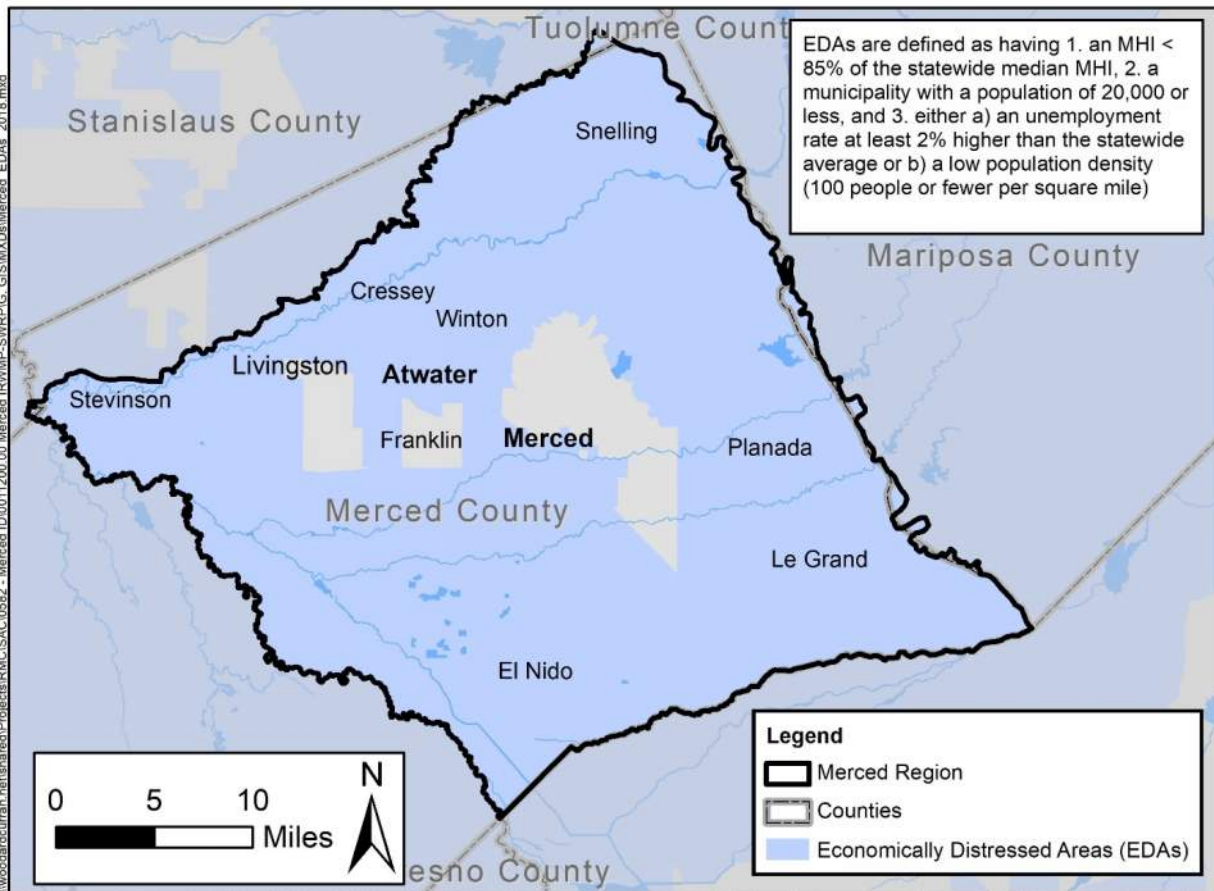 Tuolumne Count
EDAs are defined as having 1. an MHI <
85% of the statewide median MHI, 2. a
municipality with a population of 20,000 or
less, and 3. either a) an unemployment
rate at least 2% higher than the statewide
average or b) a low population density
(100 people or fewer per square mile)
Stanislaus County
Snelling
Mariposa County
Cressey
Winton
Livingston
Atwater
Stevinson
Franklin
Merced
Planada
Merced County
Le Grand
El Nido
Legend
Merced Region
Counties
Economically Distressed Areas (EDAs)
0 5 10
Miles
N
esno County